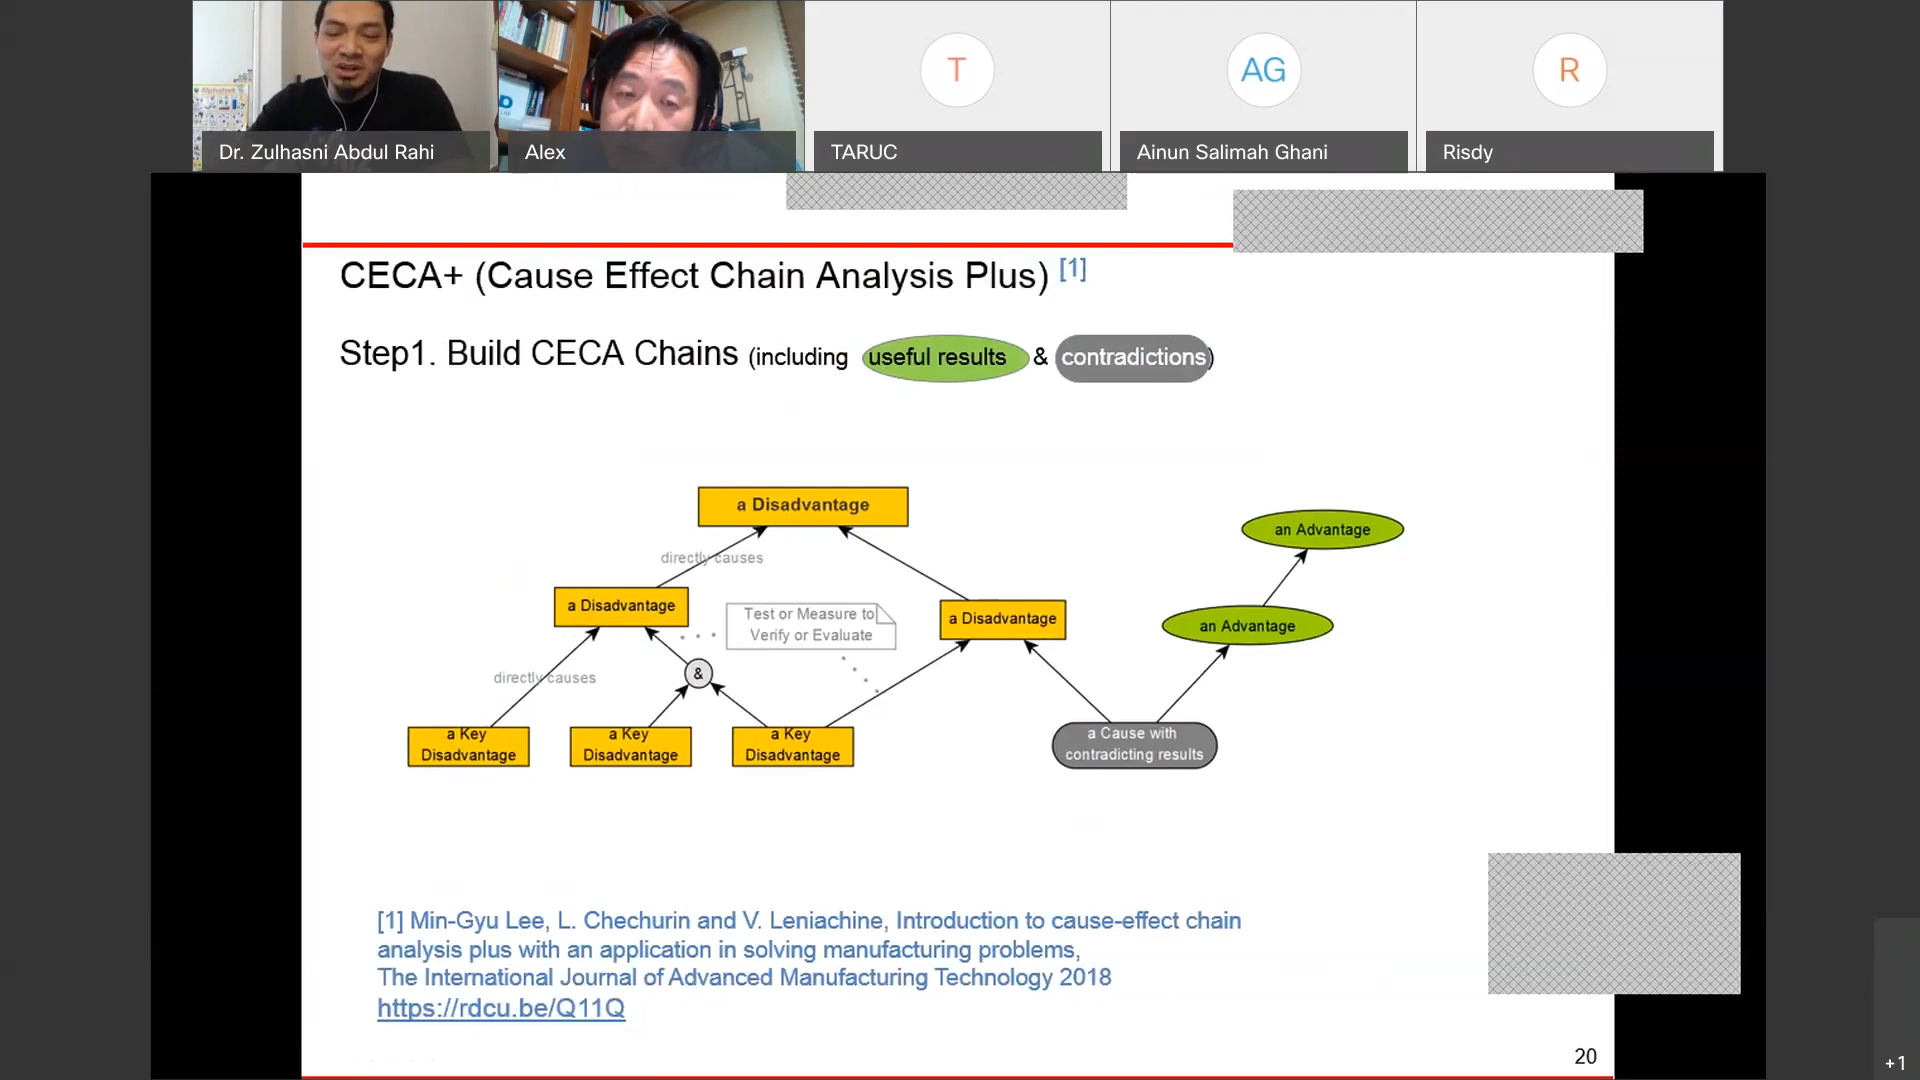 T
AG
R
Dr. Zulhasni Abdul Rahi
Alex
TARUC
Ainun Salimah Ghani
Risdy
CECA+ (Cause Effect Chain Analysis Plus) [1]
Step1. Build CECA Chains (including useful results & contradictions)
a Disadvantage
an Advantage
directly causes
a Disadvantage
Test or Measure to
Verify or Evaluate
a Disadvantage
an Advantage
directly causes
&
a Key
Disadvantage
a Key
Disadvantage
a Key
Disadvantage
a Cause with
contradicting results
[1] Min-Gyu Lee, L. Chechurin and V. Leniachine, Introduction to cause-effect chain
analysis plus with an application in solving manufacturing problems,
The International Journal of Advanced Manufacturing Technology 2018
https://rdcu.be/Q11Q
20
+1